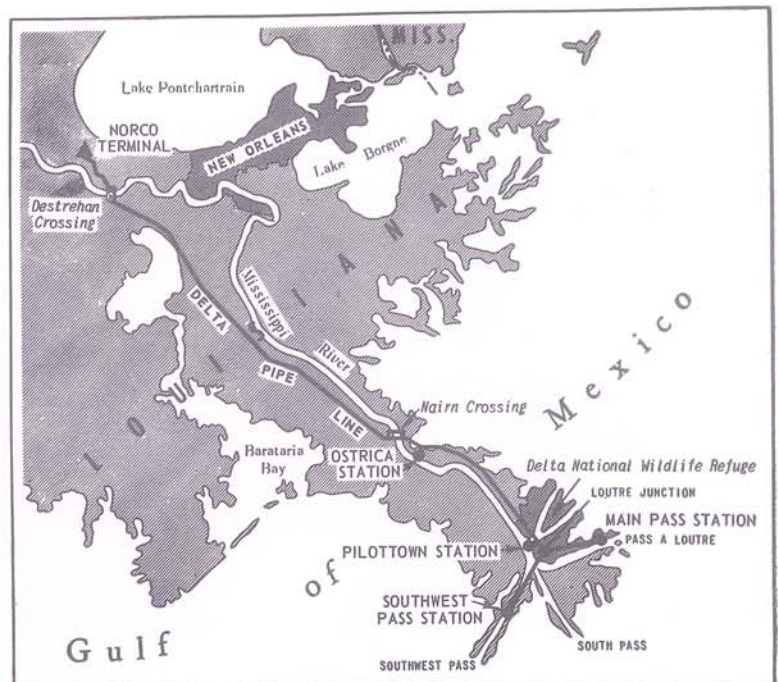 MISS.
Lake Pontchartrain
NORCO
TERMINAL
NEW ORLEANS
Lake Borgne
Destrehan
Crossing
LOUISIANA
Mississippi
River
DELTA
PIPE
LINE
Nairn Crossing
OSTRICA
STATION
Barataria
Bay
Delta National Wildlife Refuge
LOUTRE JUNCTION
MAIN PASS STATION
PASS A LOUTRE
PILOTTOWN STATION
SOUTHWEST
PASS STATION
SOUTH PASS
SOUTHWEST PASS
Gulf of Mexico